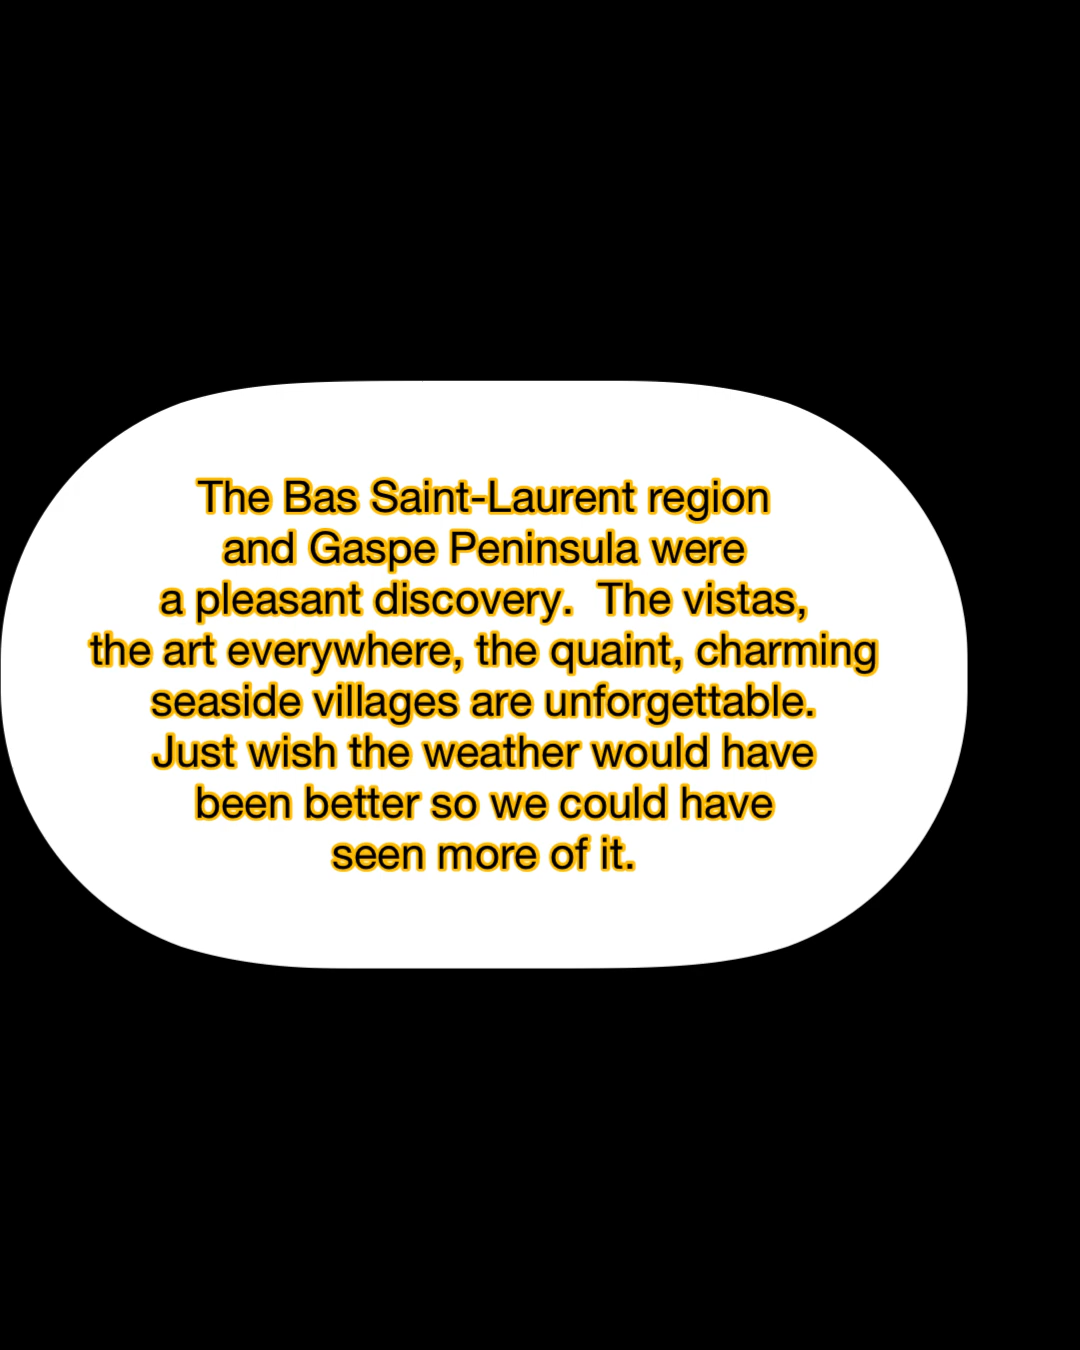 The Bas Saint-Laurent region
and Gaspe Peninsula were
a pleasant discovery.  The vistas,
the art everywhere, the quaint, charming
seaside villages are unforgettable.
Just wish the weather would have
been better so we could have
seen more of it.